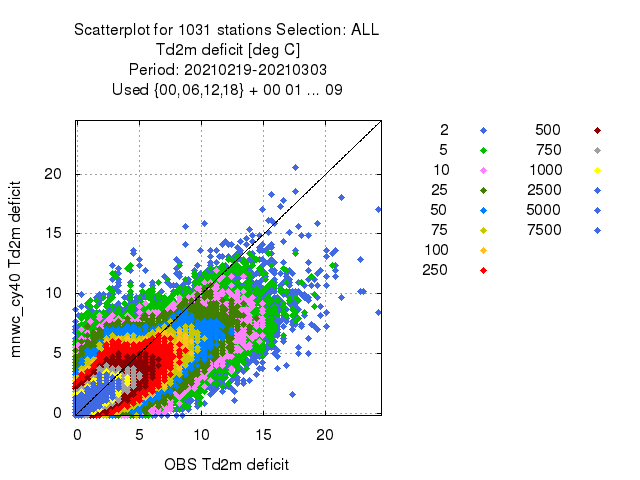 Scatterplot for 1031 stations Selection: ALL
Td2m deficit [deg C]
Period: 20210219-20210303
Used {00,06,12,18} + 00 01 ... 09
mnwc_cy40 Td2m deficit
20
15
10
5
0
0 5 10 15 20
OBS Td2m deficit
2 500
5 750
10 1000
25 2500
50 5000
75 7500
100
250